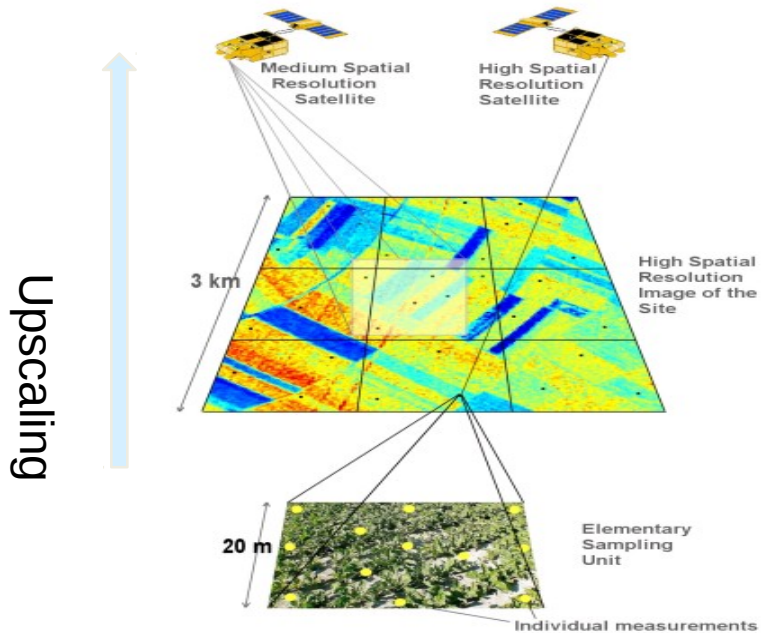 Medium Spatial
Resolution
Satellite
High Spatial
Resolution
Satellite
Upscaling
3 km
High Spatial
Resolution
Image of the
Site
20 m
Elementary
Sampling
Unit
Individual measurements